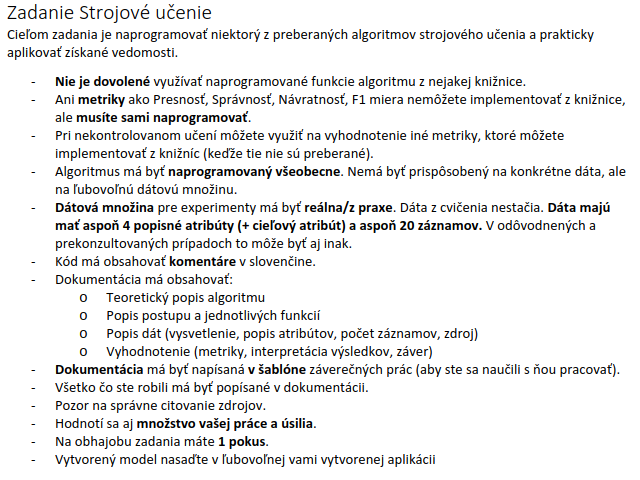 Zadanie Strojové učenie
Cieľom zadania je naprogramovať niektorý z preberaných algoritmov strojového učenia a prakticky
aplikovať získané vedomosti.
- Nie je dovolené využívať naprogramované funkcie algoritmu z nejakej knižnice.
- Ani metriky ako Presnosť, Správnosť, Návratnosť, F1 miera nemôžete implementovať z knižnice,
ale musíte sami naprogramovať.
- Pri nekontrolovanom učení môžete využiť na vyhodnotenie iné metriky, ktoré môžete
implementovať z knižníc (keďže tie nie sú preberané).
- Algoritmus má byť naprogramovaný všeobecne. Nemá byť prispôsobený na konkrétne dáta, ale
na ľubovoľnú dátovú množinu.
- Dátová množina pre experimenty má byť reálna/z praxe. Dáta z cvičenia nestačia. Dáta majú
mať aspoň 4 popisné atribúty (+ cieľový atribút) a aspoň 20 záznamov. V odôvodnených a
prekonzultovaných prípadoch to môže byť aj inak.
- Kód má obsahovať komentáre v slovenčine.
- Dokumentácia má obsahovať:
o Teoretický popis algoritmu
o Popis postupu a jednotlivých funkcií
o Popis dát (vysvetlenie, popis atribútov, počet záznamov, zdroj)
o Vyhodnotenie (metriky, interpretácia výsledkov, záver)
- Dokumentácia má byť napísaná v šablóne záverečných prác (aby ste sa naučili s ňou pracovať).
- Všetko čo ste robili má byť popísané v dokumentácii.
- Pozor na správne citovanie zdrojov.
- Hodnotí sa aj množstvo vašej práce a úsilia.
- Na obhajobu zadania máte 1 pokus.
- Vytvorený model nasaďte v ľubovoľnej vami vytvorenej aplikácii